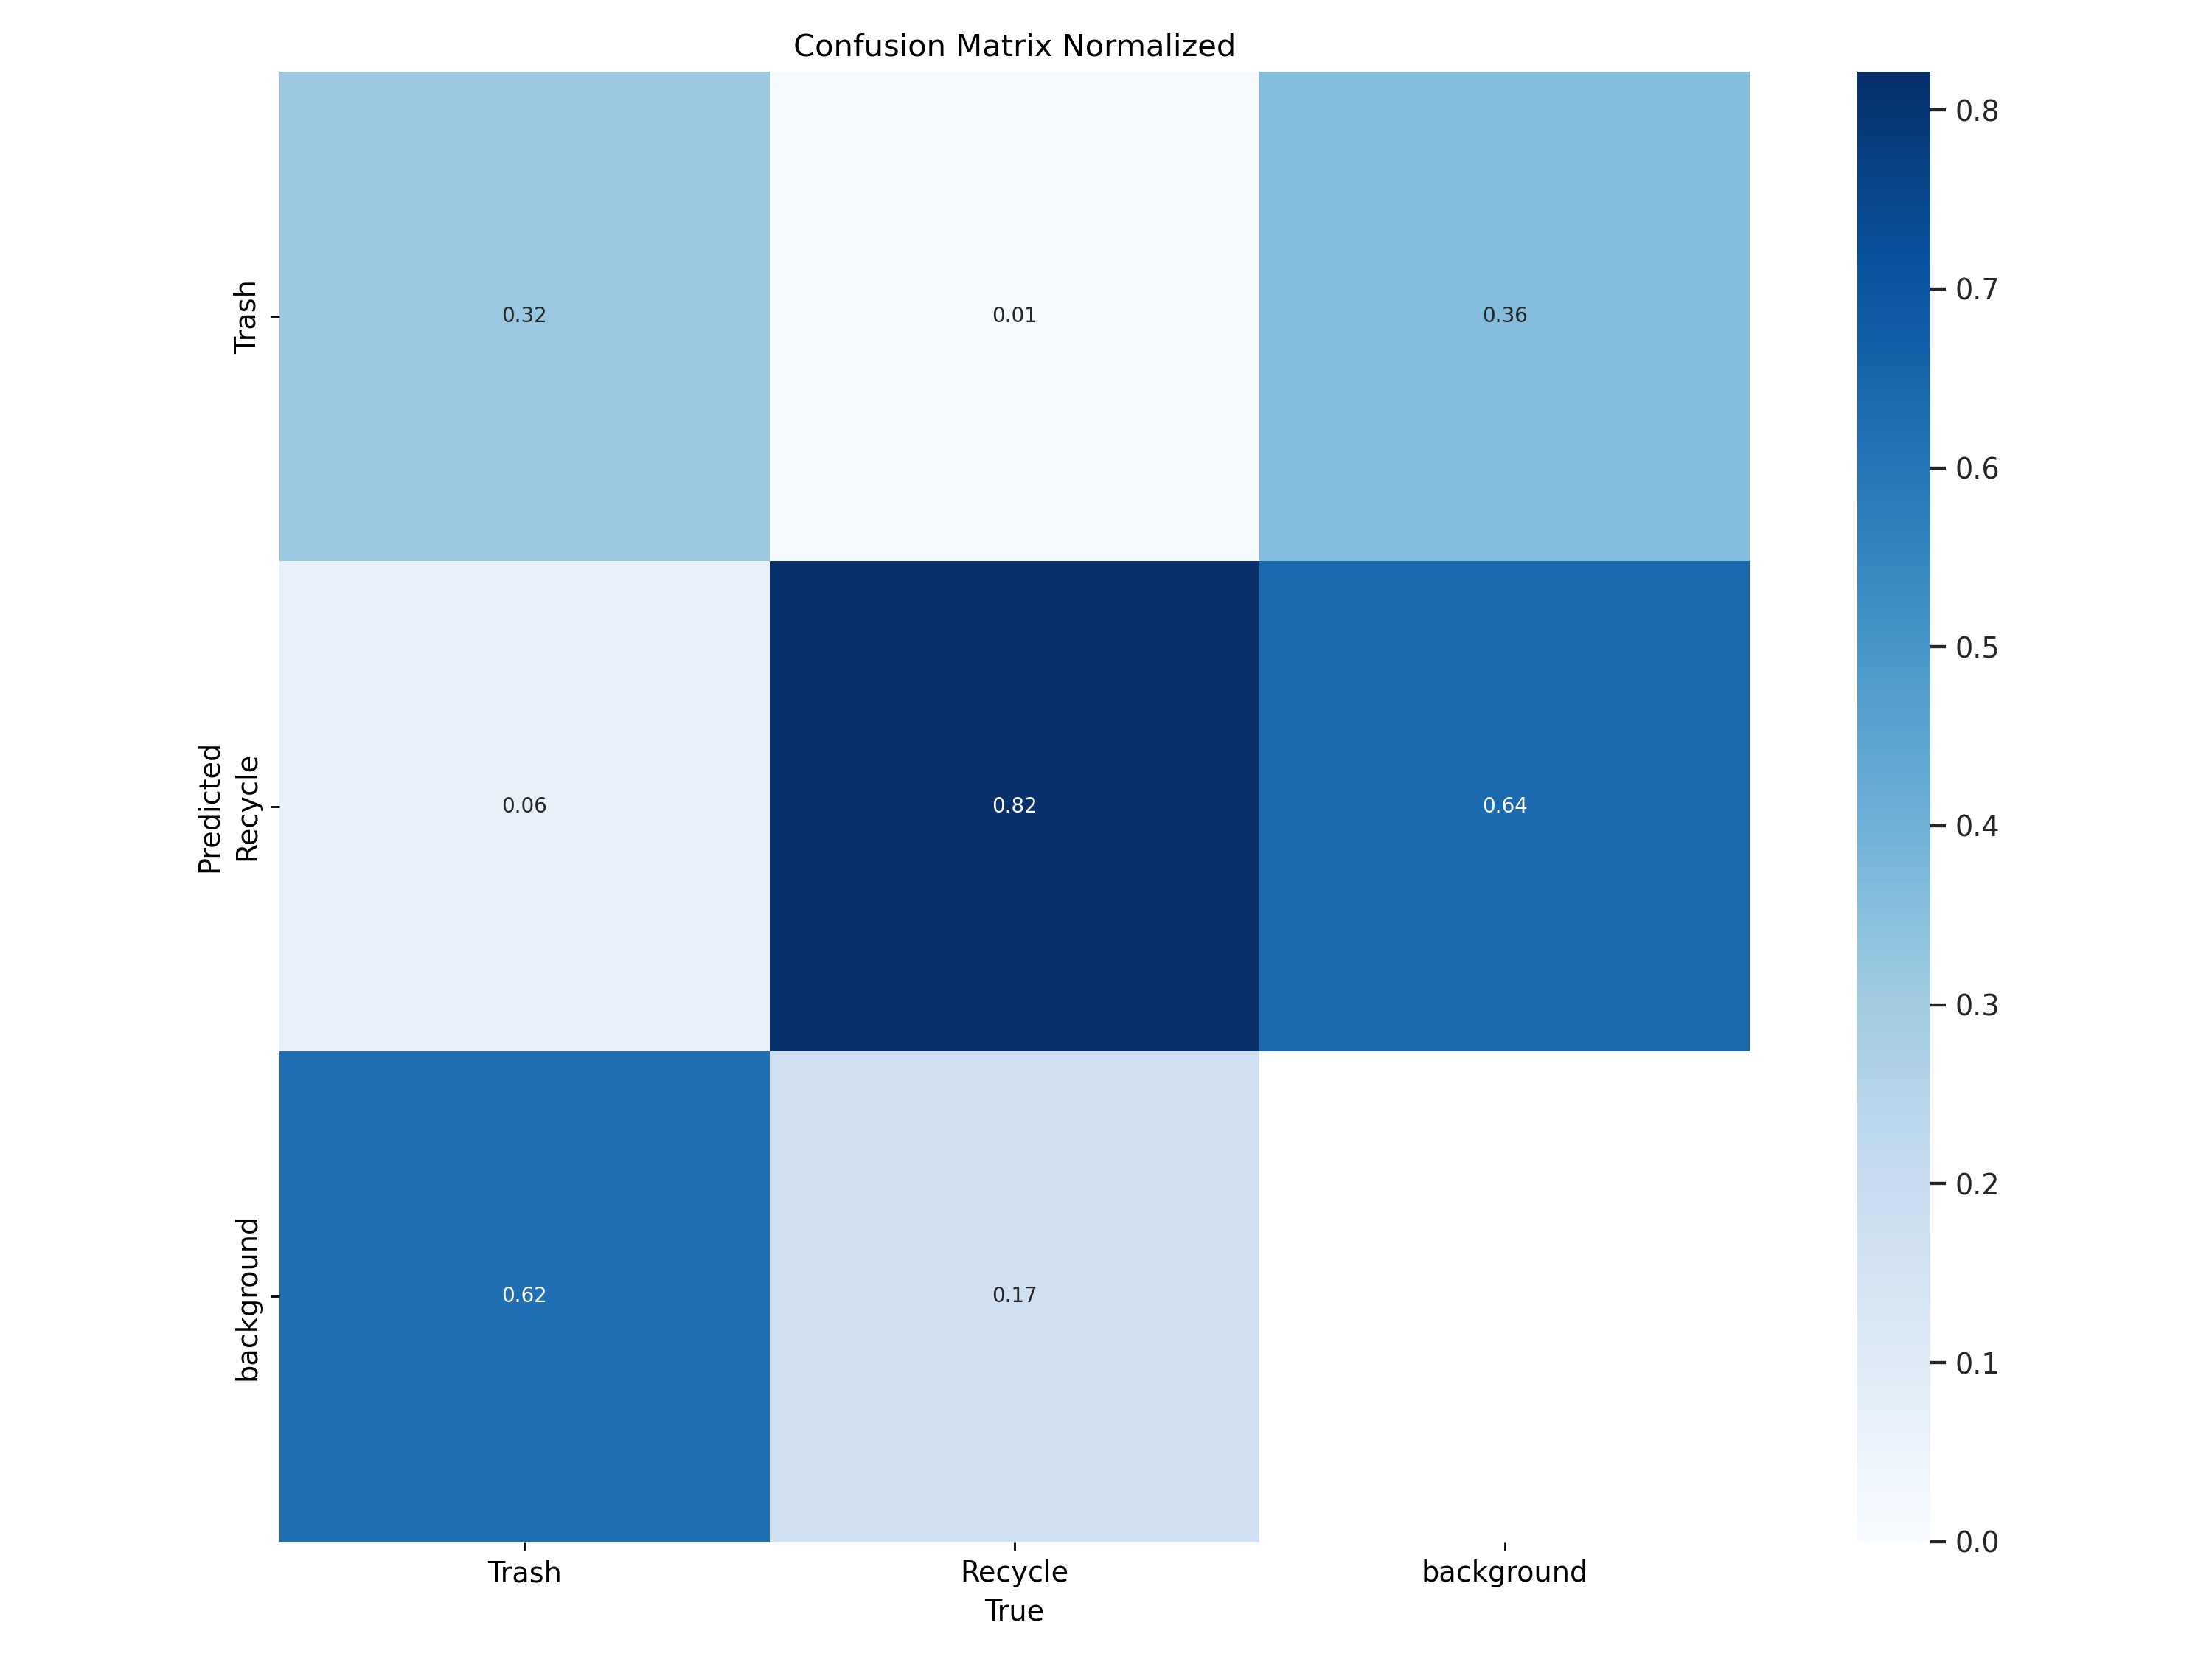 Confusion Matrix Normalized
Trash
Recycle
background
Predicted
0.32
0.01
0.36
0.06
0.82
0.64
0.62
0.17
Trash
Recycle
background
True
0.8
0.7
0.6
0.5
0.4
0.3
0.2
0.1
0.0